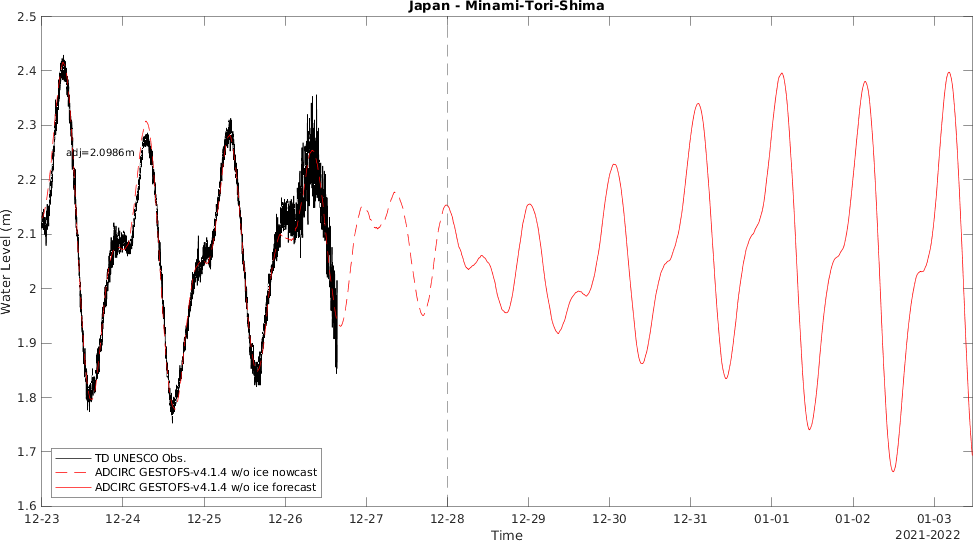 Japan - Minami-Tori-Shima
Water Level (m)
2.5
2.4
2.3
2.2
2.1
2
1.9
1.8
1.7
1.6
adj=2.0986m
TD UNESCO Obs.
ADCIRC GESTOFS-v4.1.4 w/o ice nowcast
ADCIRC GESTOFS-v4.1.4 w/o ice forecast
12-23 12-24 12-25 12-26 12-27 12-28 12-29 12-30 12-31 01-01 01-02 01-03
Time
2021-2022